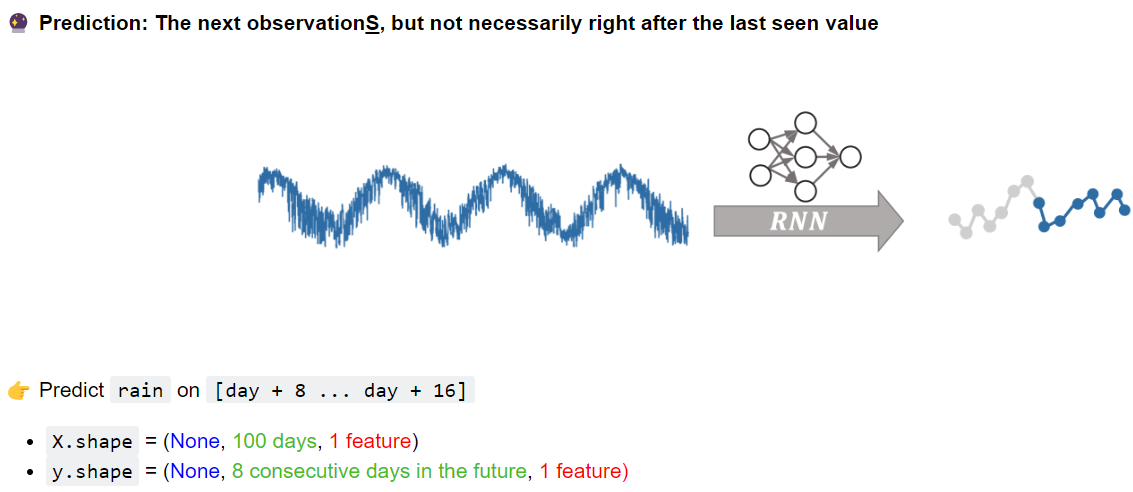 🔮 Prediction: The next observationS, but not necessarily right after the last seen value
RNN
👉 Predict rain on [day + 8 ... day + 16]
• X.shape = (None, 100 days, 1 feature)
• y.shape = (None, 8 consecutive days in the future, 1 feature)